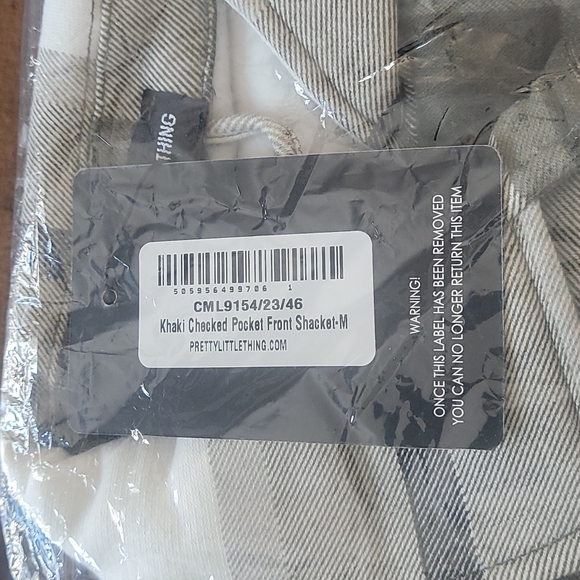 THING
505956499706 1
CML9154/23/46
Khaki Checked Pocket Front Shacket-M
PRETTYLITTLETHING.COM
WARNING!
ONCE THIS LABEL HAS BEEN REMOVED
YOU CAN NO LONGER RETURN THIS ITEM